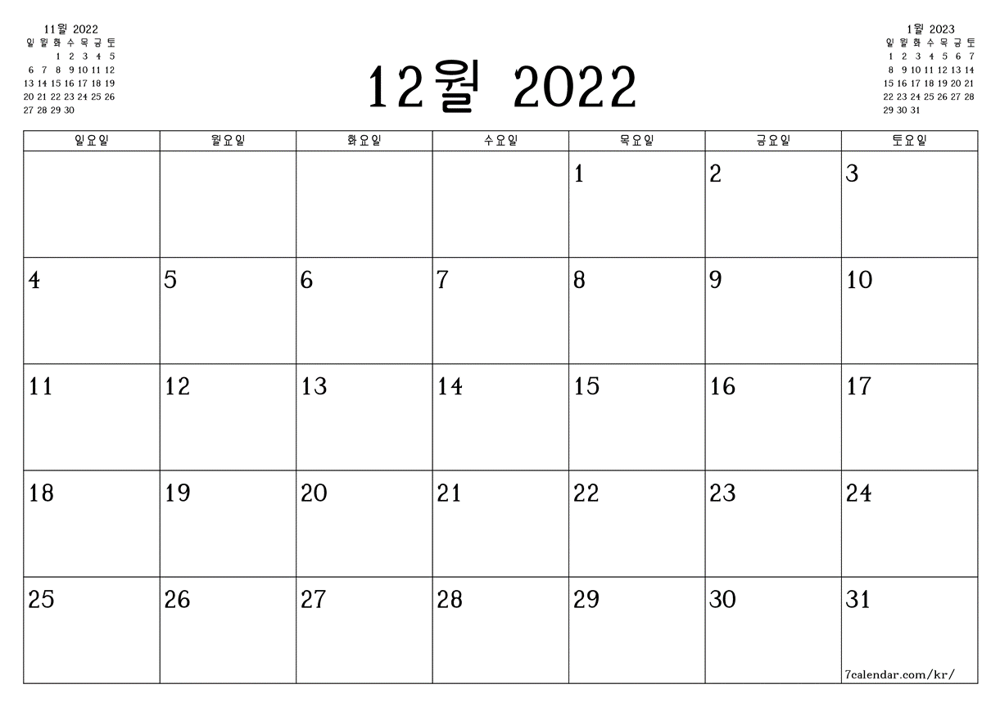 11월 2022
일 월 화 수 목 금 토
1 2 3 4 5
6 7 8 9 10 11 12
13 14 15 16 17 18 19
20 21 22 23 24 25 26
27 28 29 30
12월 2022
1월 2023
일 월 화 수 목 금 토
1 2 3 4 5 6 7
8 9 10 11 12 13 14
15 16 17 18 19 20 21
22 23 24 25 26 27 28
29 30 31
일요일 월요일 화요일 수요일 목요일 금요일 토요일
1 2 3
4 5 6 7 8 9 10
11 12 13 14 15 16 17
18 19 20 21 22 23 24
25 26 27 28 29 30 31
7calendar.com/kr/